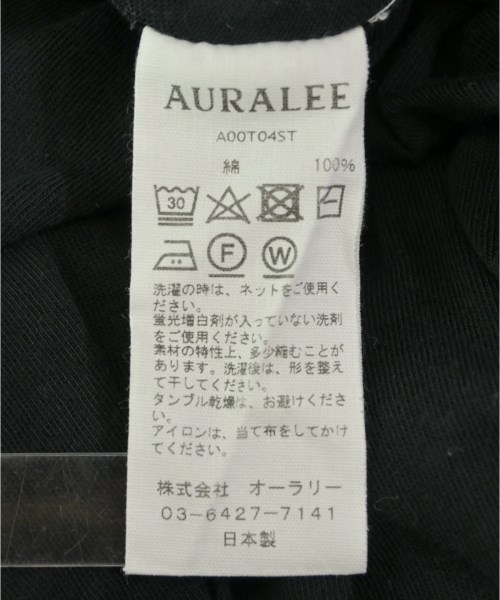 AURALEE
A00T04ST
綿 100%
30
F W
洗濯の時は、ネットをご使用く
ださい。
蛍光増白剤が入っていない洗剤
をご使用ください。
素材の特性上、多少縮むことが
あります。洗濯後は、形を整え
て干してください。
タンブル乾燥は、お避けくださ
い。
アイロンは、当て布をしてかけ
てください。
株式会社 オーラリー
03-6427-7141
日本製